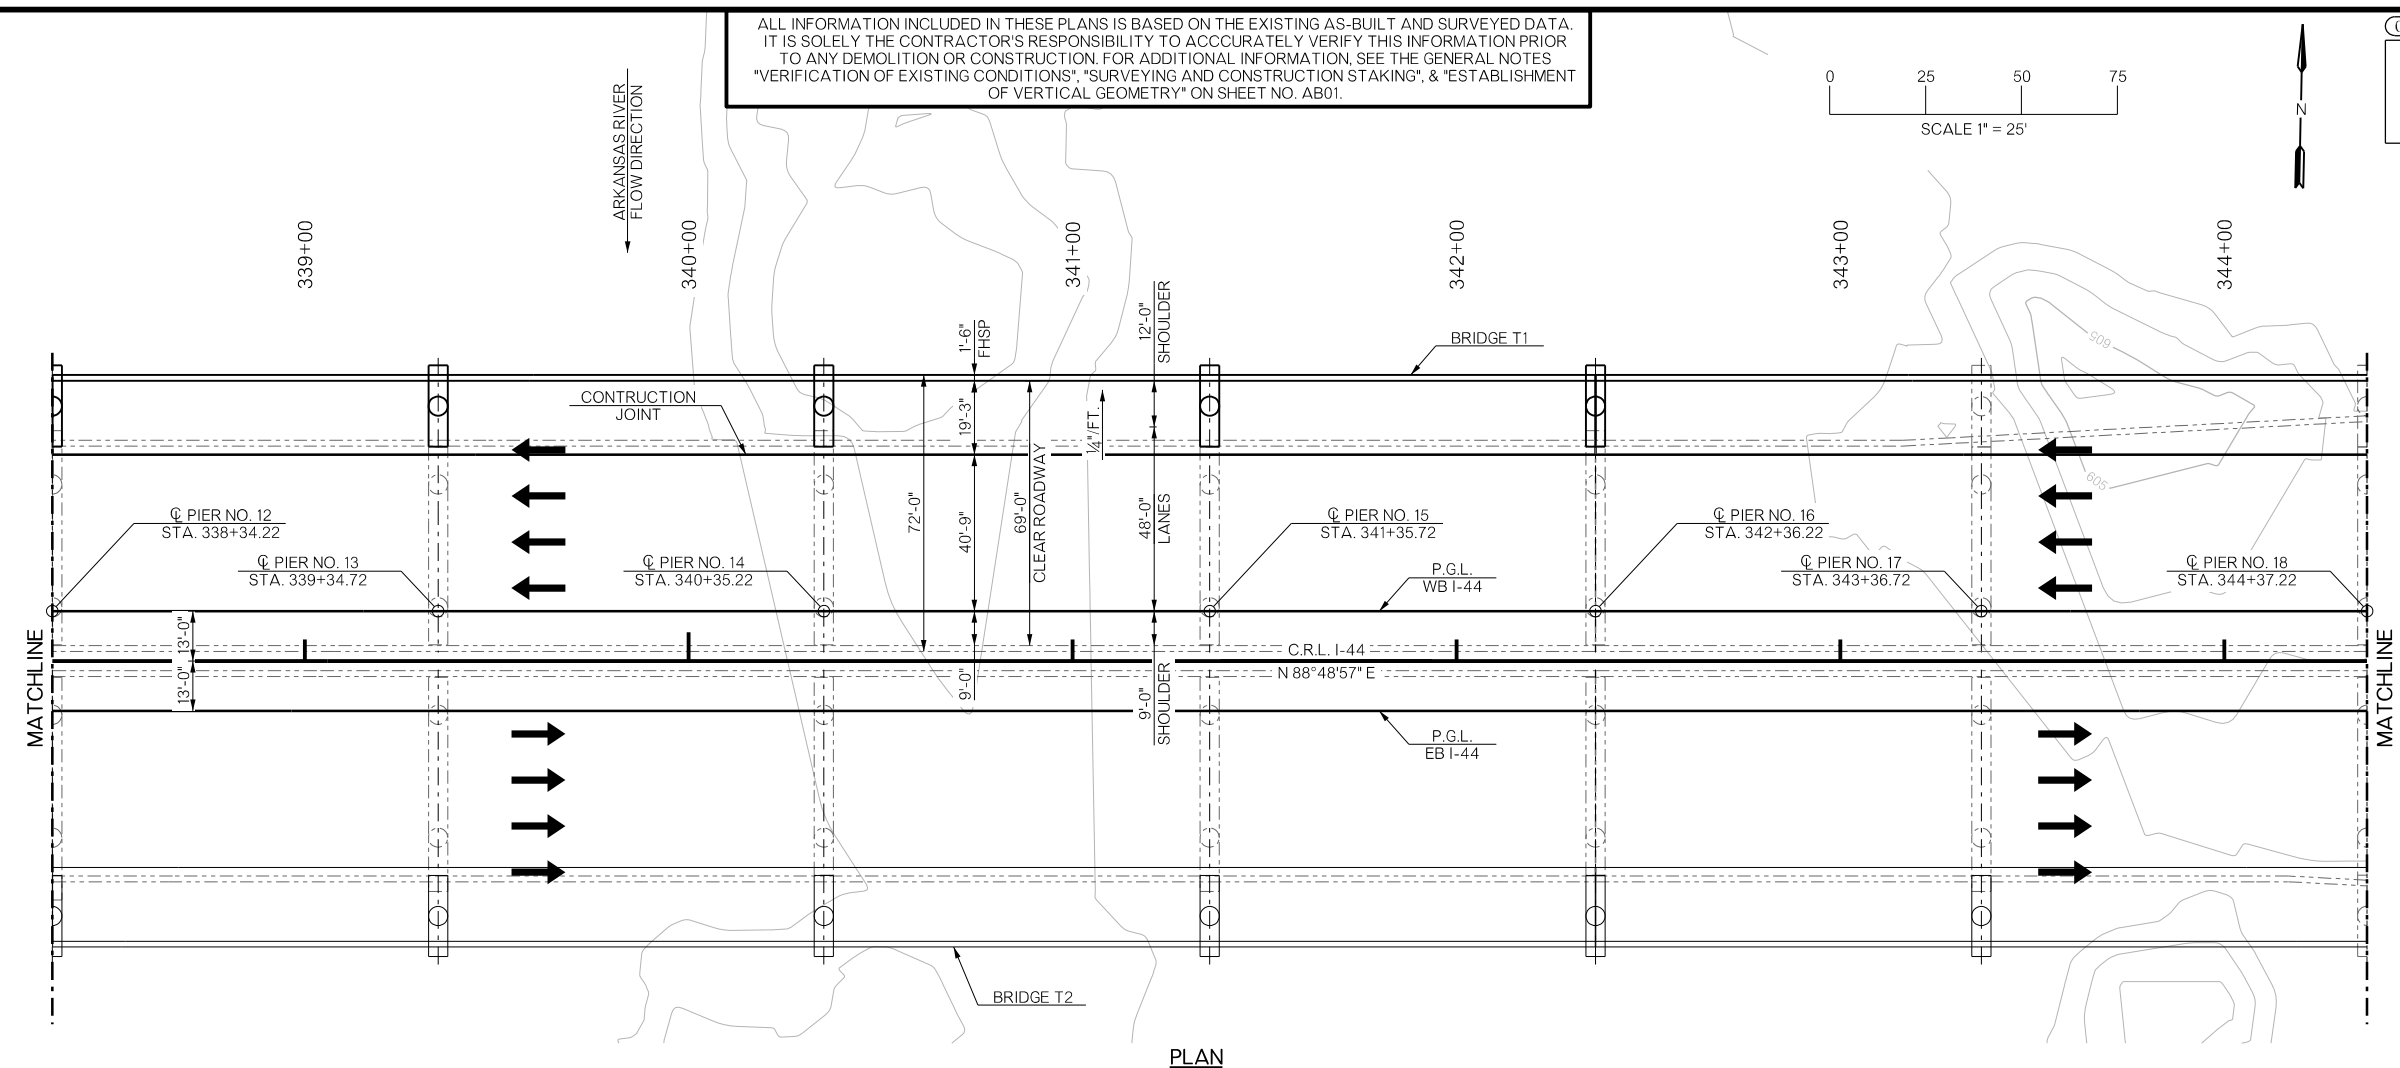 ALL INFORMATION INCLUDED IN THESE PLANS IS BASED ON THE EXISTING AS-BUILT AND SURVEYED DATA.
IT IS SOLELY THE CONTRACTOR'S RESPONSIBILITY TO ACCCURATELY VERIFY THIS INFORMATION PRIOR
TO ANY DEMOLITION OR CONSTRUCTION. FOR ADDITIONAL INFORMATION, SEE THE GENERAL NOTES
"VERIFICATION OF EXISTING CONDITIONS", "SURVEYING AND CONSTRUCTION STAKING", & "ESTABLISHMENT
OF VERTICAL GEOMETRY" ON SHEET NO. AB01.
0 25 50 75
SCALE 1" = 25'
N
ARKANSAS RIVER
FLOW DIRECTION
339+00
340+00
341+00
342+00
343+00
344+00
1'-6"
FHSP
12'-0"
SHOULDER
BRIDGE T1
605
CONTRUCTION
JOINT
19'-3"
1/4"/FT.
72'-0"
40'-9"
69'-0"
CLEAR ROADWAY
48'-0"
LANES
605
℄ PIER NO. 12
STA. 338+34.22
℄ PIER NO. 13
STA. 339+34.72
℄ PIER NO. 14
STA. 340+35.22
℄ PIER NO. 15
STA. 341+35.72
P.G.L.
WB I-44
℄ PIER NO. 16
STA. 342+36.22
℄ PIER NO. 17
STA. 343+36.72
℄ PIER NO. 18
STA. 344+37.22
MATCHLINE
13'-0"
13'-0"
9'-0"
9'-0"
SHOULDER
C.R.L. I-44
N 88°48'57" E
MATCHLINE
P.G.L.
EB I-44
BRIDGE T2
PLAN